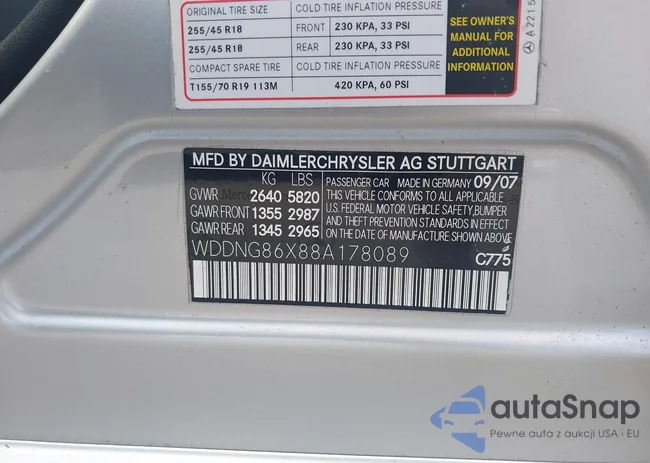 ORIGINAL TIRE SIZE COLD TIRE INFLATION PRESSURE
255/45 R18 FRONT 230 KPA, 33 PSI
255/45 R18 REAR 230 KPA, 33 PSI
COMPACT SPARE TIRE COLD TIRE INFLATION PRESSURE
T155/70 R19 113M 420 KPA, 60 PSI
SEE OWNER'S
MANUAL FOR
ADDITIONAL
INFORMATION
A 2215
MFD BY DAIMLERCHRYSLER AG STUTTGART
KG LBS PASSENGER CAR MADE IN GERMANY 09/07
GVWR 2640 5820
GAWR FRONT 1355 2987
GAWR REAR 1345 2965
THIS VEHICLE CONFORMS TO ALL APPLICABLE
U.S. FEDERAL MOTOR VEHICLE SAFETY, BUMPER
AND THEFT PREVENTION STANDARDS IN EFFECT
ON THE DATE OF MANUFACTURE SHOWN ABOVE
WDDNG86X88A178089 C775
autoSnap
Pewne auta z aukcji USA i EU